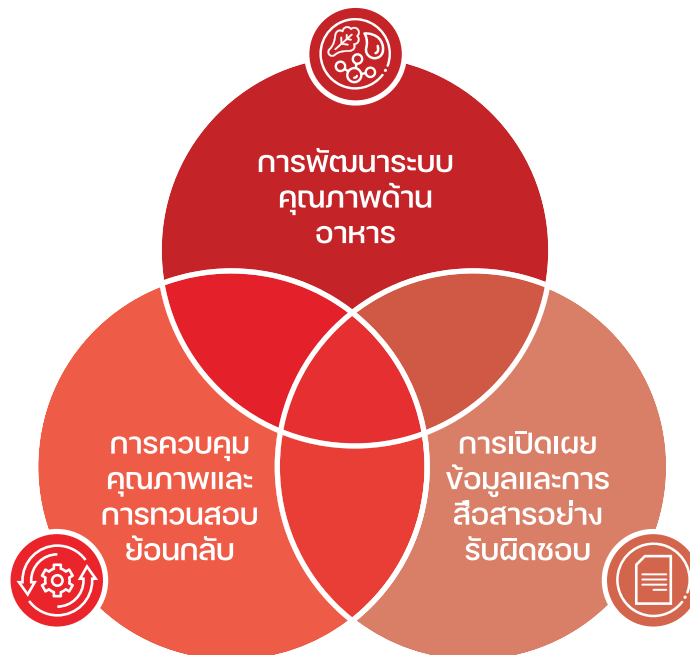 การพัฒนาระบบ
คุณภาพด้าน
อาหาร
การควบคุม
คุณภาพและ
การทวนสอบ
ย้อนกลับ
การเปิดเผย
ข้อมูลและการ
สื่อสารอย่าง
รับผิดชอบ